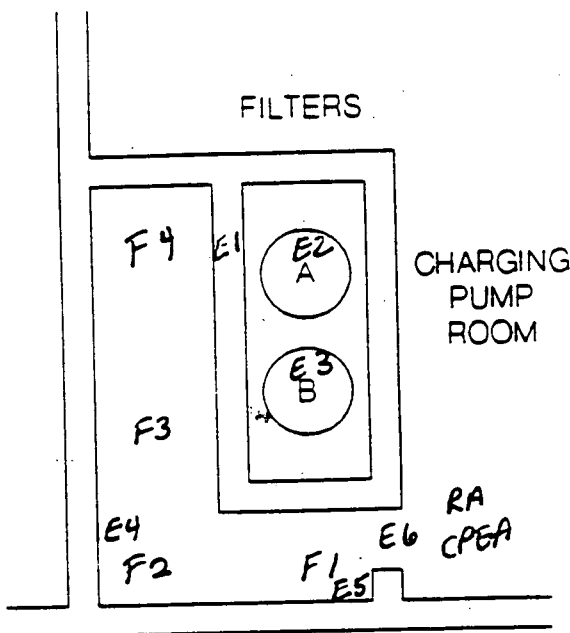 FILTERS
F4
E1
E2
A
CHARGING
PUMP
ROOM
E3
B
F3
RA
CPEA
E4
E6
F2
F1
E5